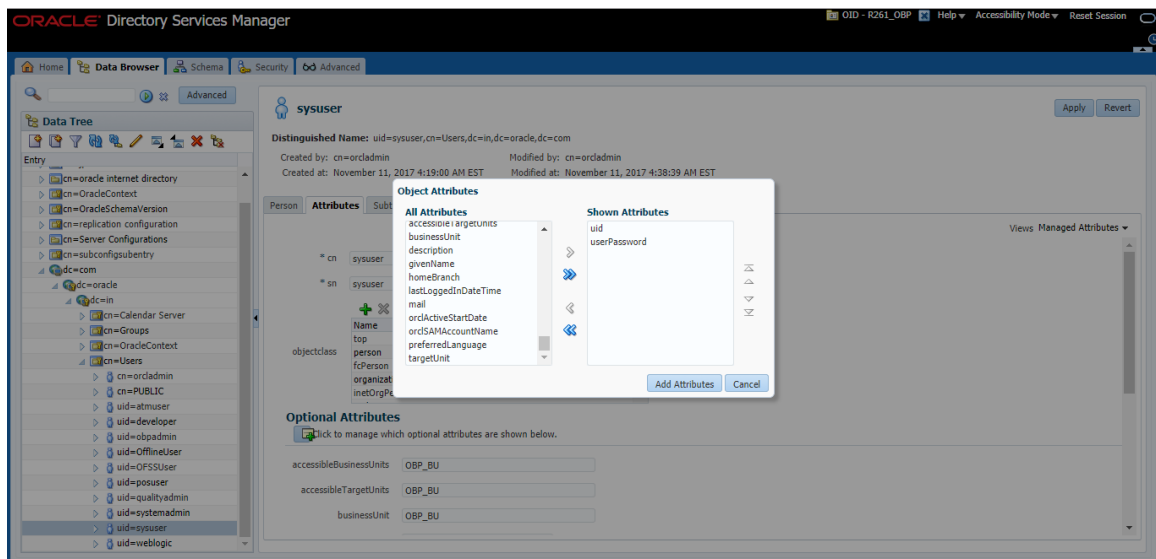 ORACLE Directory Services Manager
OID - R261_OBP Help Accessibility Mode Reset Session
Home Data Browser Schema Security Advanced
Advanced
Data Tree
Entry
cn=oracle internet directory
cn=OracleContext
cn=OracleSchemaVersion
cn=replication configuration
cn=Server Configurations
cn=subconfigsubentry
dc=com
dc=oracle
dc=in
cn=Calendar Server
cn=Groups
cn=OracleContext
cn=Users
cn=orcladmin
cn=PUBLIC
uid=atmuser
uid=developer
uid=obpadmin
uid=OfflineUser
uid=OFSSUser
uid=posuser
uid=qualityadmin
uid=systemadmin
uid=sysuser
uid=weblogic
sysuser
Apply Revert
Distinguished Name: uid=sysuser,cn=Users,dc=in,dc=oracle,dc=com
Created by: cn=orcladmin Modified by: cn=orcladmin
Created at: November 11, 2017 4:19:00 AM EST Modified at: November 11, 2017 4:38:39 AM EST
Person Attributes Subt
Views Managed Attributes
* cn sysuser
* sn sysuser
objectclass
Name
top
person
fcPerson
organizat
inetOrgPe
Object Attributes
All Attributes
accessibleTargetUnits
businessUnit
description
givenName
homeBranch
lastLoggedInDateTime
mail
orclActiveStartDate
orclSAMAccountName
preferredLanguage
targetUnit
Shown Attributes
uid
userPassword
Add Attributes Cancel
Optional Attributes
Click to manage which optional attributes are shown below.
accessibleBusinessUnits OBP_BU
accessibleTargetUnits OBP_BU
businessUnit OBP_BU